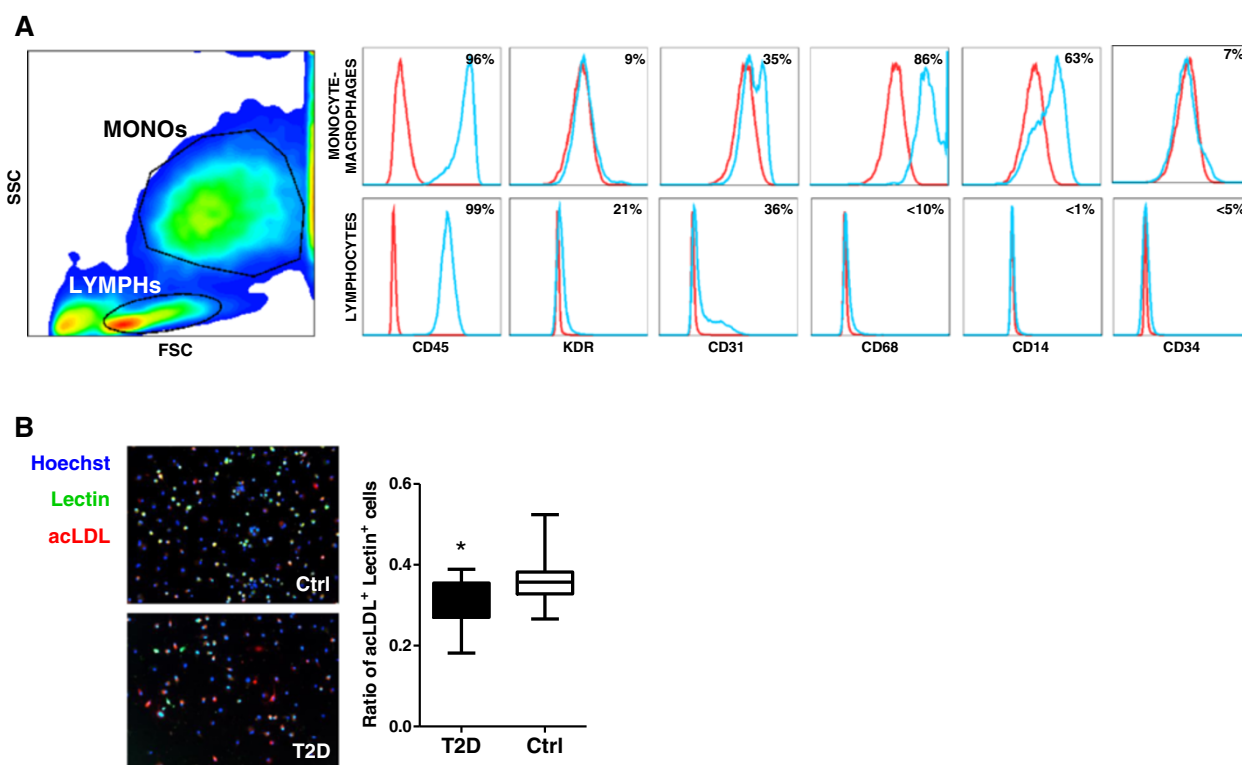 A
SSC
MONOs
LYMPHs
FSC
MONOCYTE-
MACROPHAGES
96%
9%
35%
86%
63%
7%
LYMPHOCYTES
99%
21%
36%
<10%
<1%
<5%
CD45
KDR
CD31
CD68
CD14
CD34
B
Hoechst
Lectin
acLDL
Ctrl
T2D
Ratio of acLDL⁺ Lectin⁺ cells
0.6
0.4
0.2
0.0
*
T2D
Ctrl